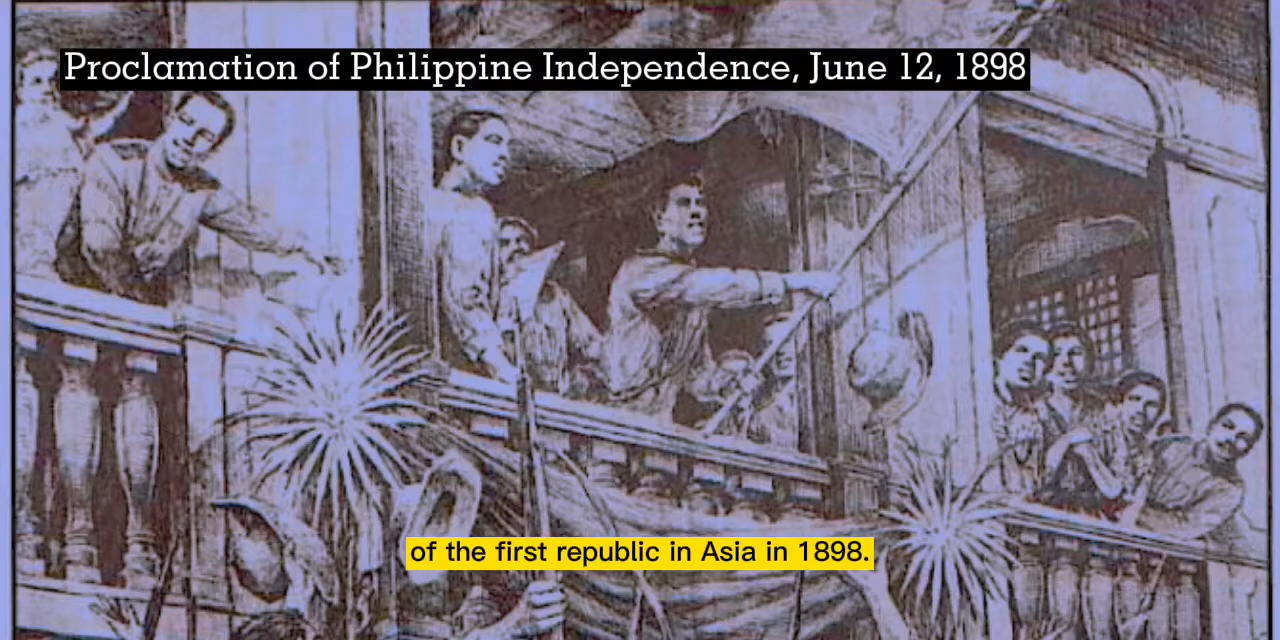 Proclamation of Philippine Independence, June 12, 1898
of the first republic in Asia in 1898.